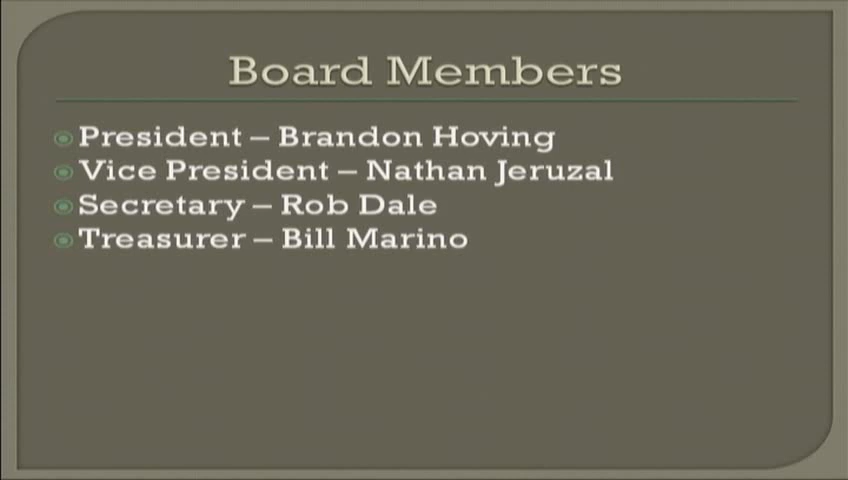 Board Members
President – Brandon Hoving
Vice President – Nathan Jeruzal
Secretary – Rob Dale
Treasurer – Bill Marino